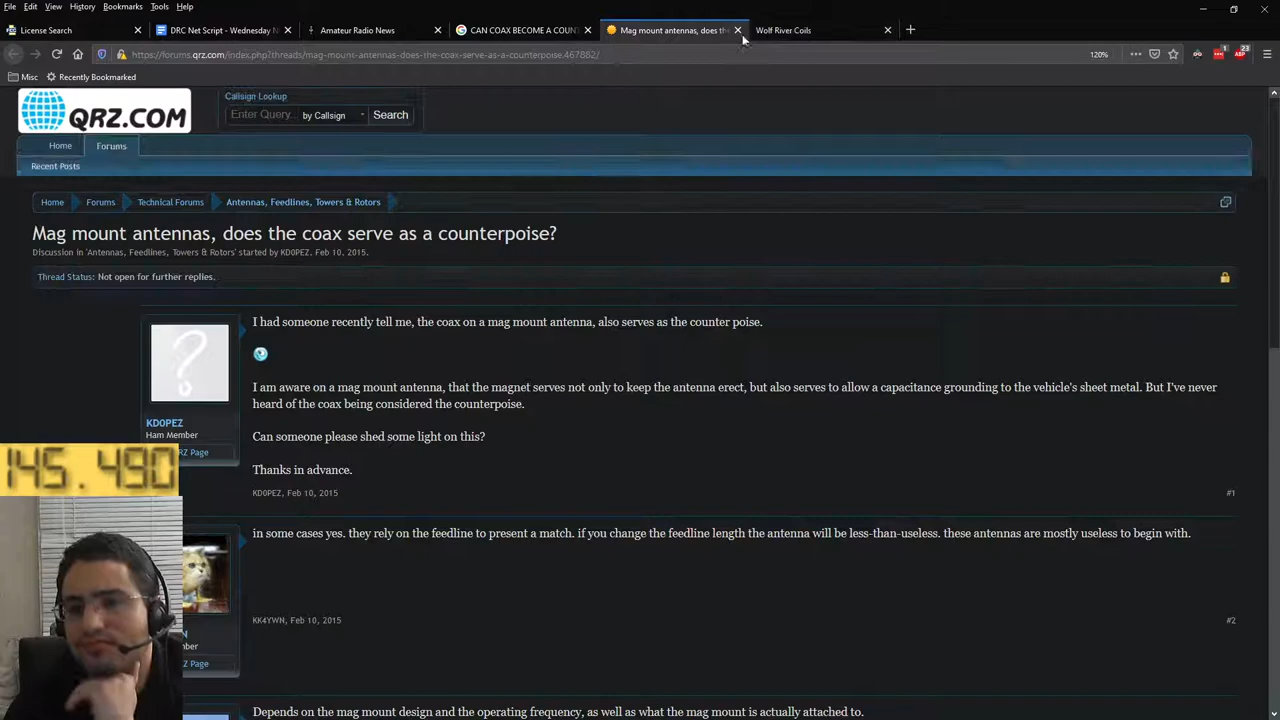 File Edit View History Bookmarks Tools Help
License Search
DRC Net Script - Wednesday N
Amateur Radio News
CAN COAX BECOME A COUNT
Mag mount antennas, does the
Wolf River Coils
https://forums.qrz.com/index.php?threads/mag-mount-antennas-does-the-coax-serve-as-a-counterpoise.467882/
120%
1
23
ABP
Misc
Recently Bookmarked
QRZ.COM
Callsign Lookup
Enter Query..
by Callsign
Search
Home
Forums
Recent Posts
Home Forums Technical Forums Antennas, Feedlines, Towers & Rotors
Mag mount antennas, does the coax serve as a counterpoise?
Discussion in 'Antennas, Feedlines, Towers & Rotors' started by KD0PEZ, Feb 10, 2015.
Thread Status: Not open for further replies.
I had someone recently tell me, the coax on a mag mount antenna, also serves as the counter poise.
I am aware on a mag mount antenna, that the magnet serves not only to keep the antenna erect, but also serves to allow a capacitance grounding to the vehicle's sheet metal. But I've never
heard of the coax being considered the counterpoise.
Can someone please shed some light on this?
Thanks in advance.
KD0PEZ, Feb 10, 2015
#1
KD0PEZ
Ham Member
RZ Page
145.490
in some cases yes. they rely on the feedline to present a match. if you change the feedline length the antenna will be less-than-useless. these antennas are mostly useless to begin with.
KK4YWN, Feb 10, 2015
#2
N
mber
Z Page
Depends on the mag mount design and the operating frequency, as well as what the mag mount is actually attached to.